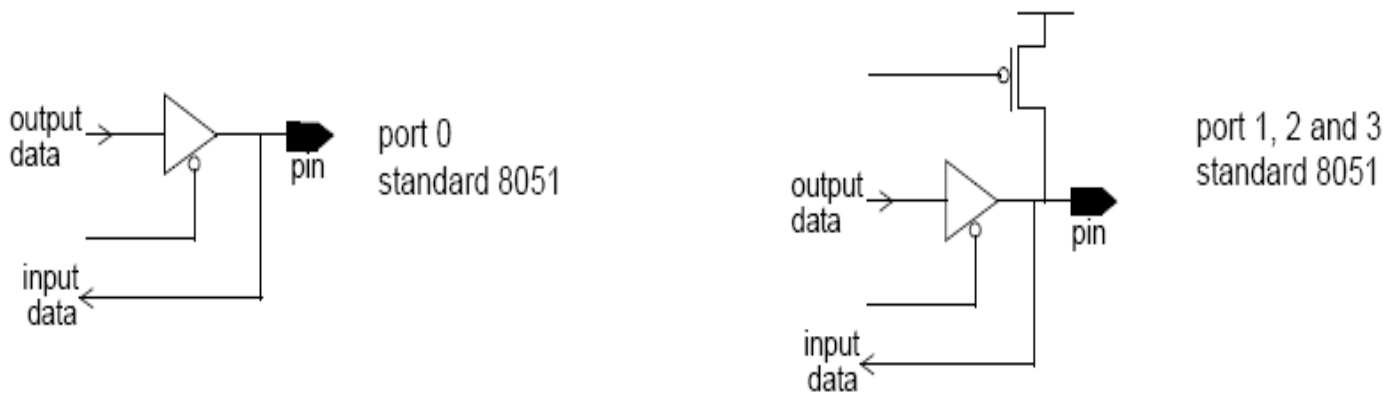 output
data
pin
port 0
standard 8051
input
data
output
data
pin
port 1, 2 and 3
standard 8051
input
data